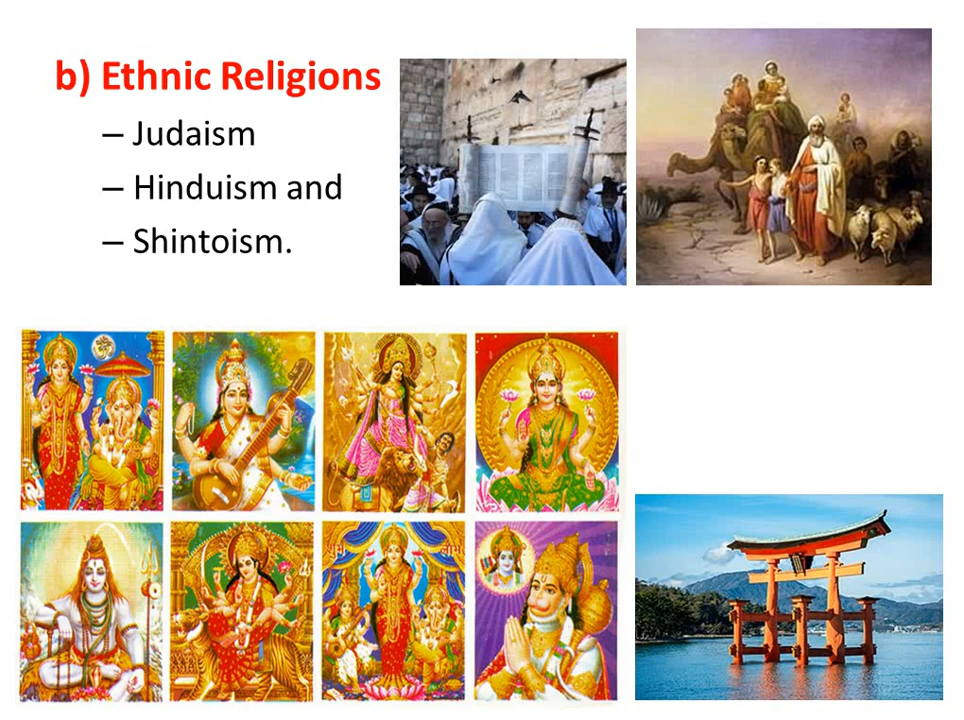 b) Ethnic Religions
– Judaism
– Hinduism and
– Shintoism.
ॐ
शुभ लाभ